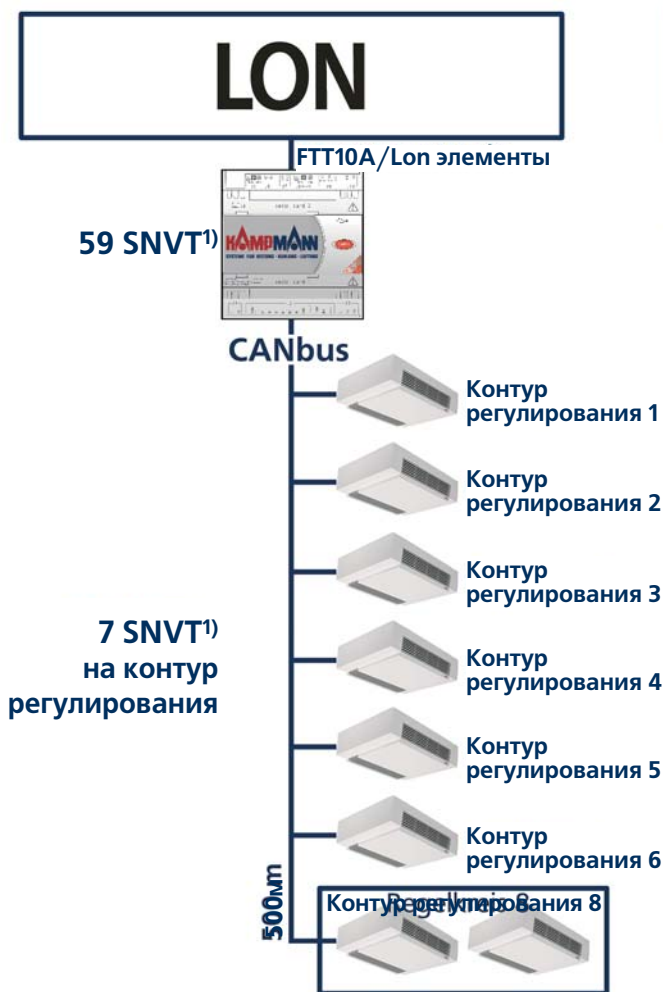 LON
FTT10A/Lon элементы
59 SNVT1)
KAMPMANN
CANbus
Контур
регулирования 1
Контур
регулирования 2
Контур
регулирования 3
7 SNVT1)
на контур
регулирования
Контур
регулирования 4
Контур
регулирования 5
Контур
регулирования 6
500м
Контур регулирования 8